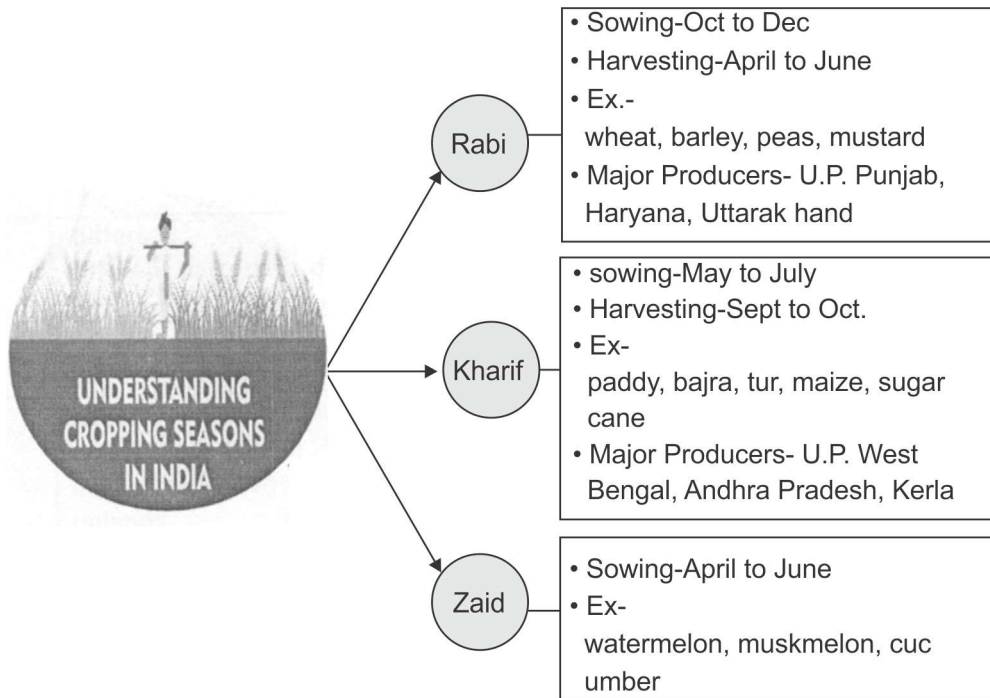 UNDERSTANDING
CROPPING SEASONS
IN INDIA
Rabi
• Sowing-Oct to Dec
• Harvesting-April to June
• Ex.-
wheat, barley, peas, mustard
• Major Producers- U.P. Punjab,
Haryana, Uttarak hand
Kharif
• sowing-May to July
• Harvesting-Sept to Oct.
• Ex-
paddy, bajra, tur, maize, sugar
cane
• Major Producers- U.P. West
Bengal, Andhra Pradesh, Kerla
Zaid
• Sowing-April to June
• Ex-
watermelon, muskmelon, cuc
umber